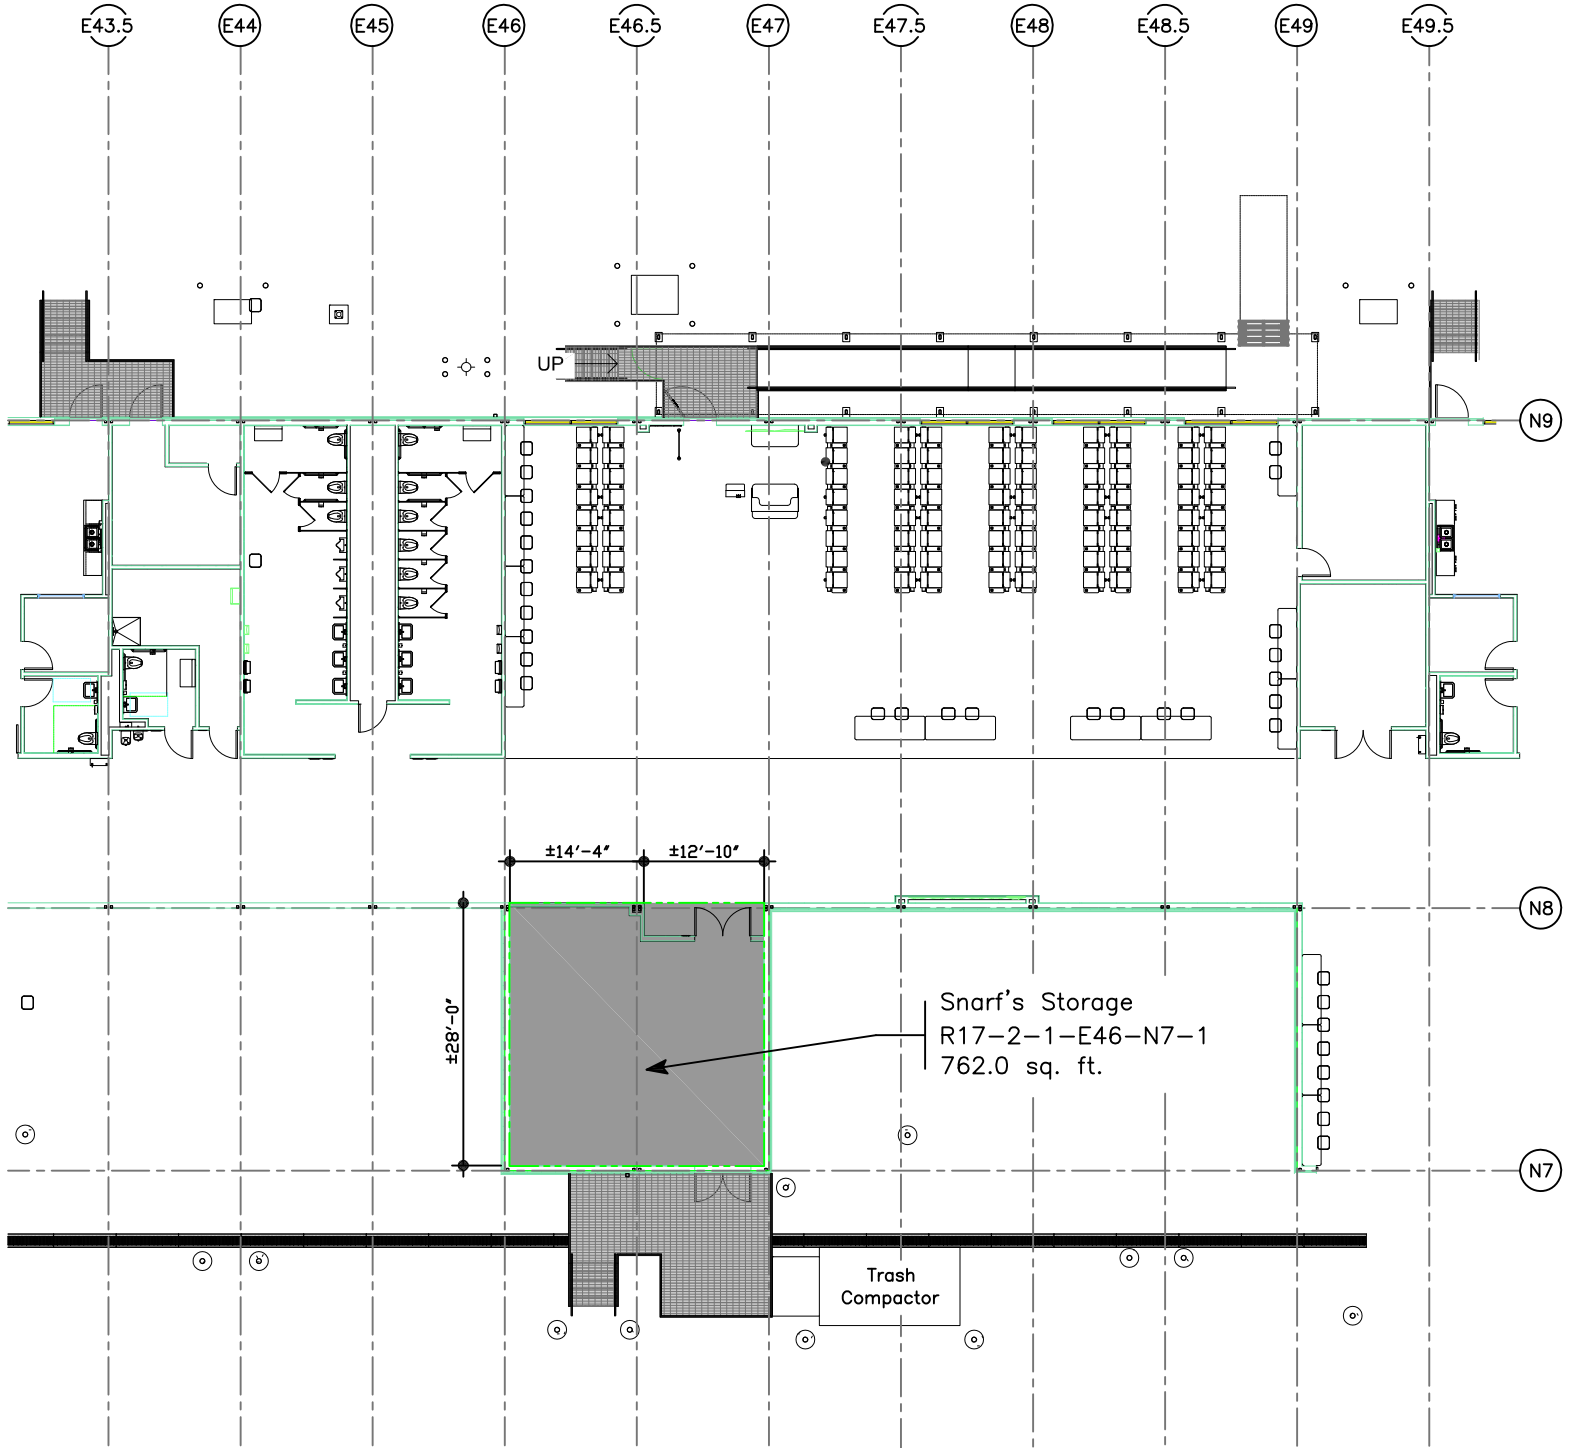 E43.5 E44 E45 E46 E46.5 E47 E47.5 E48 E48.5 E49 E49.5
UP
N9
±14'-4" ±12'-10"
N8
±28'-0"
Snarf's Storage
R17-2-1-E46-N7-1
762.0 sq. ft.
N7
Trash
Compactor